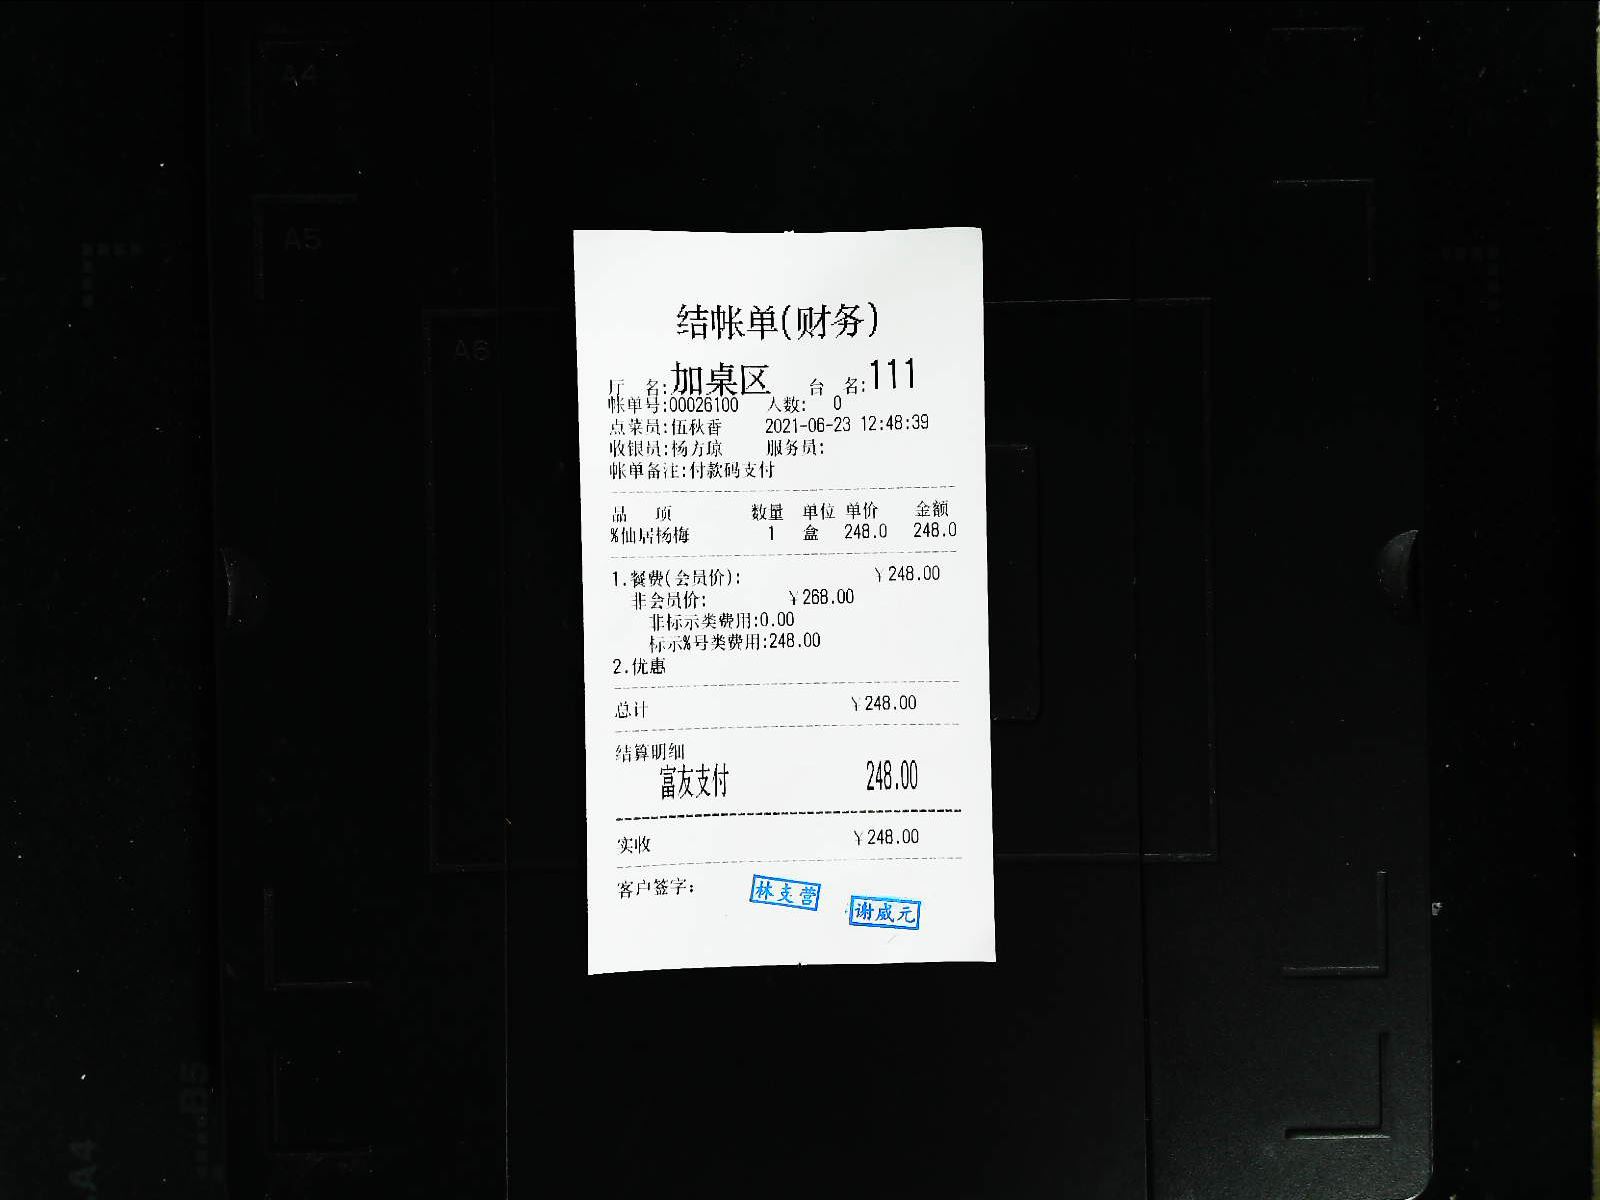 结帐单(财务)
厅 名:加桌区 台 名:111
帐单号:00026100 人数: 0
点菜员:伍秋香 2021-06-23 12:48:39
收银员:杨方琼 服务员:
帐单备注:付款码支付
品 项 数量 单位 单价 金额
%仙居杨梅 1 盒 248.0 248.0
1.餐费(会员价): ¥248.00
非会员价: ¥268.00
非标示类费用:0.00
标示%号类费用:248.00
2.优惠
总计 ¥248.00
结算明细
富友支付 248.00
实收 ¥248.00
客户签字:
林支营
谢威元
A4
A5
A6
A4